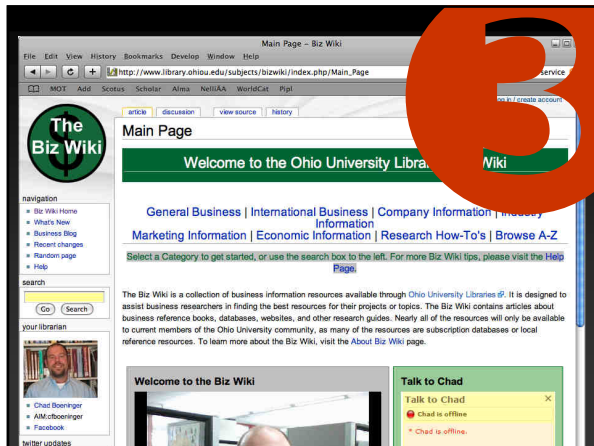 3
Main Page – Biz Wiki
File Edit View History Bookmarks Develop Window Help
http://www.library.ohiou.edu/subjects/bizwiki/index.php/Main_Page
service
MOT Add Scotus Scholar Alma NelliAA WorldCat Pipl
in / create account
article discussion view source history
The
Biz Wiki
Main Page
Welcome to the Ohio University Wiki
navigation
Biz Wiki Home
What's New
Business Blog
Recent changes
Random page
Help
search
Go Search
your librarian
Chad Boeninger
AIM:cfboeninger
Facebook
twitter updates
General Business | International Business | Company Information |
Information
Marketing Information | Economic Information | Research How-To's | Browse A-Z
Select a Category to get started, or use the search box to the left. For more Biz Wiki tips, please visit the Help
Page.
The Biz Wiki is a collection of business information resources available through Ohio University Libraries. It is designed to
assist business researchers in finding the best resources for their projects or topics. The Biz Wiki contains articles about
business reference books, databases, websites, and other research guides. Nearly all of the resources will only be available
to current members of the Ohio University community, as many of the resources are subscription databases or local
reference resources. To learn more about the Biz Wiki, visit the About Biz Wiki page.
Welcome to the Biz Wiki
Talk to Chad
Talk to Chad
Chad is offline
* Chad is offline.